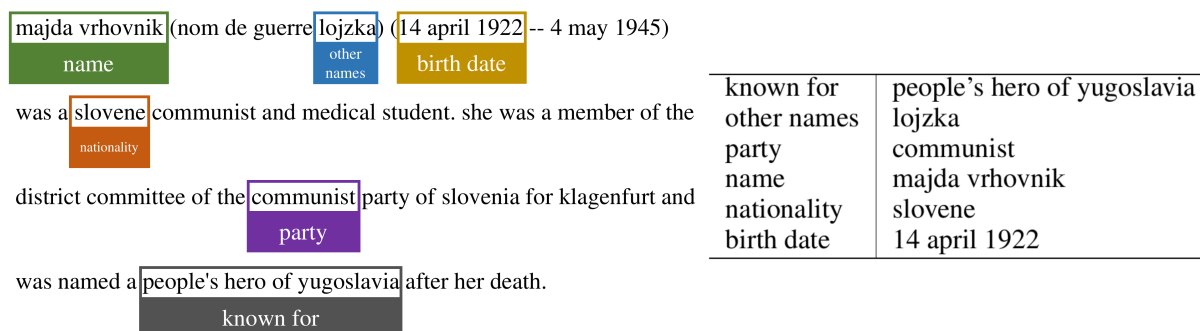 majda vrhovnik (nom de guerre lojzka) (14 april 1922 -- 4 may 1945)
name other names birth date
was a slovene communist and medical student. she was a member of the
nationality
district committee of the communist party of slovenia for klagenfurt and
party
was named a people's hero of yugoslavia after her death.
known for
known for people’s hero of yugoslavia
other names lojzka
party communist
name majda vrhovnik
nationality slovene
birth date 14 april 1922